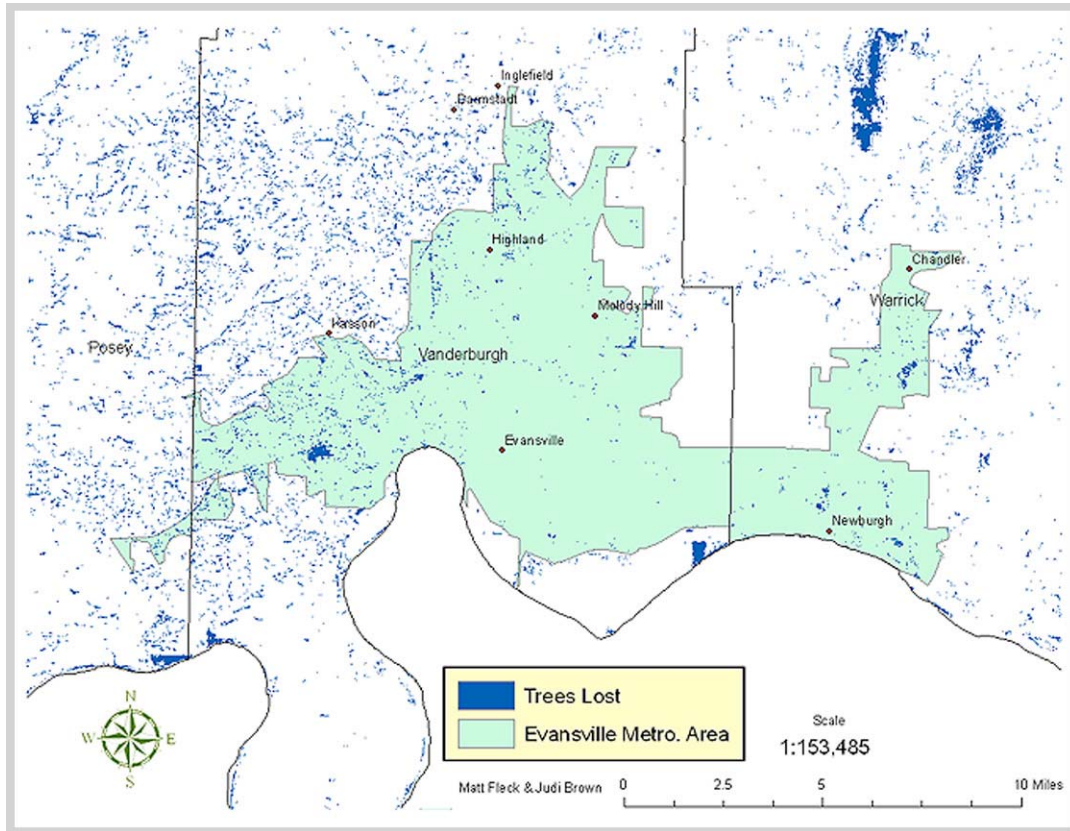 Inglefield
Darmstadt
Highland
Chandler
Melody Hill
Warrick
Kasson
Posey
Vanderburgh
Evansville
Newburgh
Trees Lost
Evansville Metro. Area
N
W E
S
Scale
1:153,485
Matt Fleck & Judi Brown
0 2.5 5 10 Miles